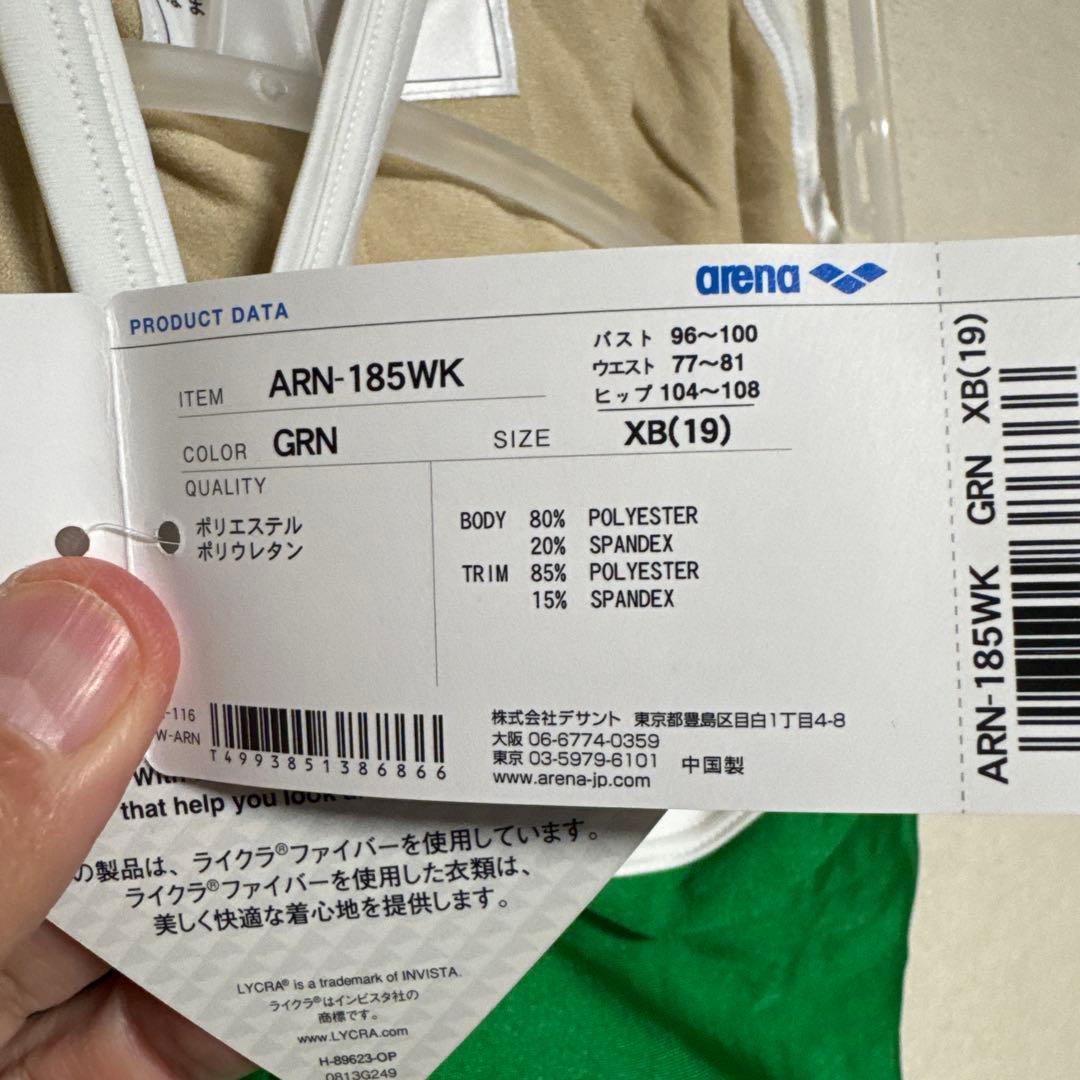 arena
PRODUCT DATA
ITEM ARN-185WK
バスト 96～100
ウエスト 77～81
ヒップ 104～108
COLOR GRN SIZE XB(19)
QUALITY
ポリエステル
ポリウレタン
BODY 80% POLYESTER
20% SPANDEX
TRIM 85% POLYESTER
15% SPANDEX
-116
W-ARN
T4993851386866
株式会社デサント 東京都豊島区目白1丁目4-8
大阪 06-6774-0359
東京 03-5979-6101 中国製
www.arena-jp.com
ARN-185WK GRN XB(19)
that help you look
の製品は、ライクラ®ファイバーを使用しています。
ライクラ®ファイバーを使用した衣類は、
美しく快適な着心地を提供します。
LYCRA® is a trademark of INVISTA.
ライクラ®はインビスタ社の
商標です。
www.LYCRA.com
H-89623-OP
0813G249